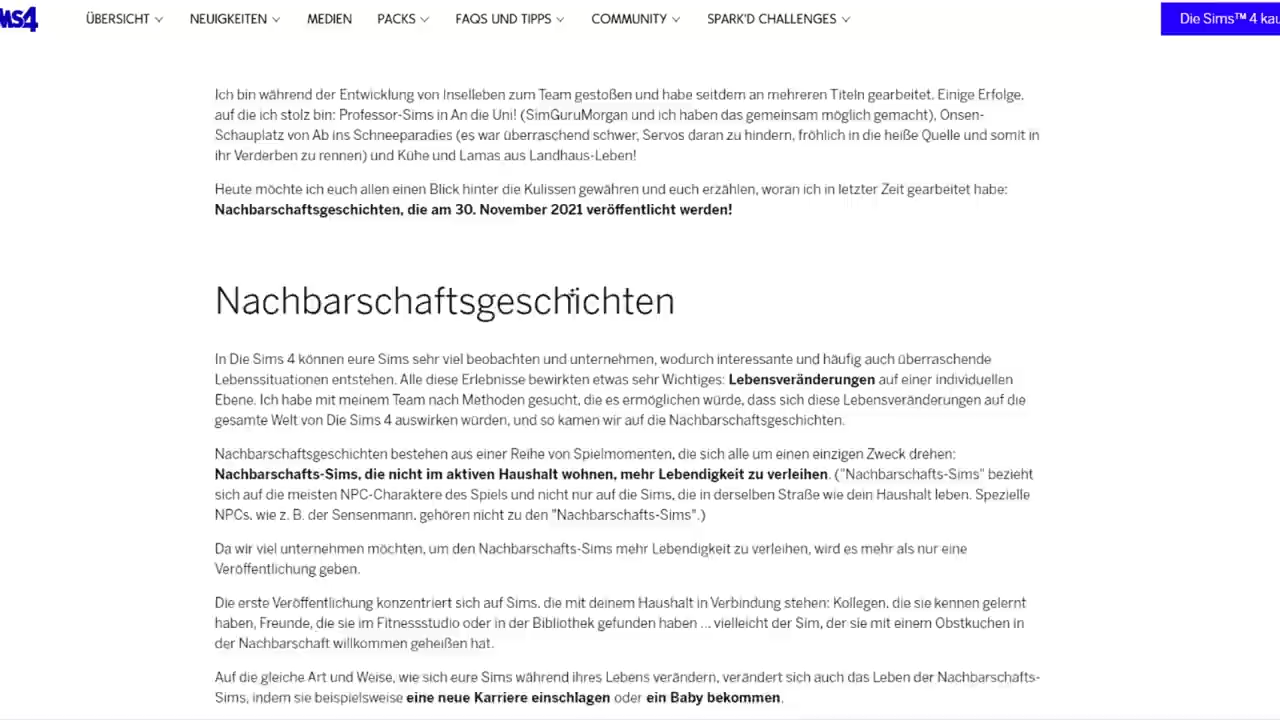 MS4 ÜBERSICHT NEUIGKEITEN MEDIEN PACKS FAQS UND TIPPS COMMUNITY SPARK'D CHALLENGES Die Sims™ 4 kau
Ich bin während der Entwicklung von Inselleben zum Team gestoßen und habe seitdem an mehreren Titeln gearbeitet. Einige Erfolge,
auf die ich stolz bin: Professor-Sims in An die Uni! (SimGuruMorgan und ich haben das gemeinsam möglich gemacht), Onsen-
Schauplatz von Ab ins Schneeparadies (es war überraschend schwer, Servos daran zu hindern, fröhlich in die heiße Quelle und somit in
ihr Verderben zu rennen) und Kühe und Lamas aus Landhaus-Leben!
Heute möchte ich euch allen einen Blick hinter die Kulissen gewähren und euch erzählen, woran ich in letzter Zeit gearbeitet habe:
Nachbarschaftsgeschichten, die am 30. November 2021 veröffentlicht werden!
Nachbarschaftsgeschichten
In Die Sims 4 können eure Sims sehr viel beobachten und unternehmen, wodurch interessante und häufig auch überraschende
Lebenssituationen entstehen. Alle diese Erlebnisse bewirkten etwas sehr Wichtiges: Lebensveränderungen auf einer individuellen
Ebene. Ich habe mit meinem Team nach Methoden gesucht, die es ermöglichen würde, dass sich diese Lebensveränderungen auf die
gesamte Welt von Die Sims 4 auswirken würden, und so kamen wir auf die Nachbarschaftsgeschichten.
Nachbarschaftsgeschichten bestehen aus einer Reihe von Spielmomenten, die sich alle um einen einzigen Zweck drehen:
Nachbarschafts-Sims, die nicht im aktiven Haushalt wohnen, mehr Lebendigkeit zu verleihen. ("Nachbarschafts-Sims" bezieht
sich auf die meisten NPC-Charaktere des Spiels und nicht nur auf die Sims, die in derselben Straße wie dein Haushalt leben. Spezielle
NPCs, wie z. B. der Sensenmann, gehören nicht zu den "Nachbarschafts-Sims".)
Da wir viel unternehmen möchten, um den Nachbarschafts-Sims mehr Lebendigkeit zu verleihen, wird es mehr als nur eine
Veröffentlichung geben.
Die erste Veröffentlichung konzentriert sich auf Sims, die mit deinem Haushalt in Verbindung stehen: Kollegen, die sie kennen gelernt
haben, Freunde, die sie im Fitnessstudio oder in der Bibliothek gefunden haben ... vielleicht der Sim, der sie mit einem Obstkuchen in
der Nachbarschaft willkommen geheißen hat.
Auf die gleiche Art und Weise, wie sich eure Sims während ihres Lebens verändern, verändert sich auch das Leben der Nachbarschafts-
Sims, indem sie beispielsweise eine neue Karriere einschlagen oder ein Baby bekommen.